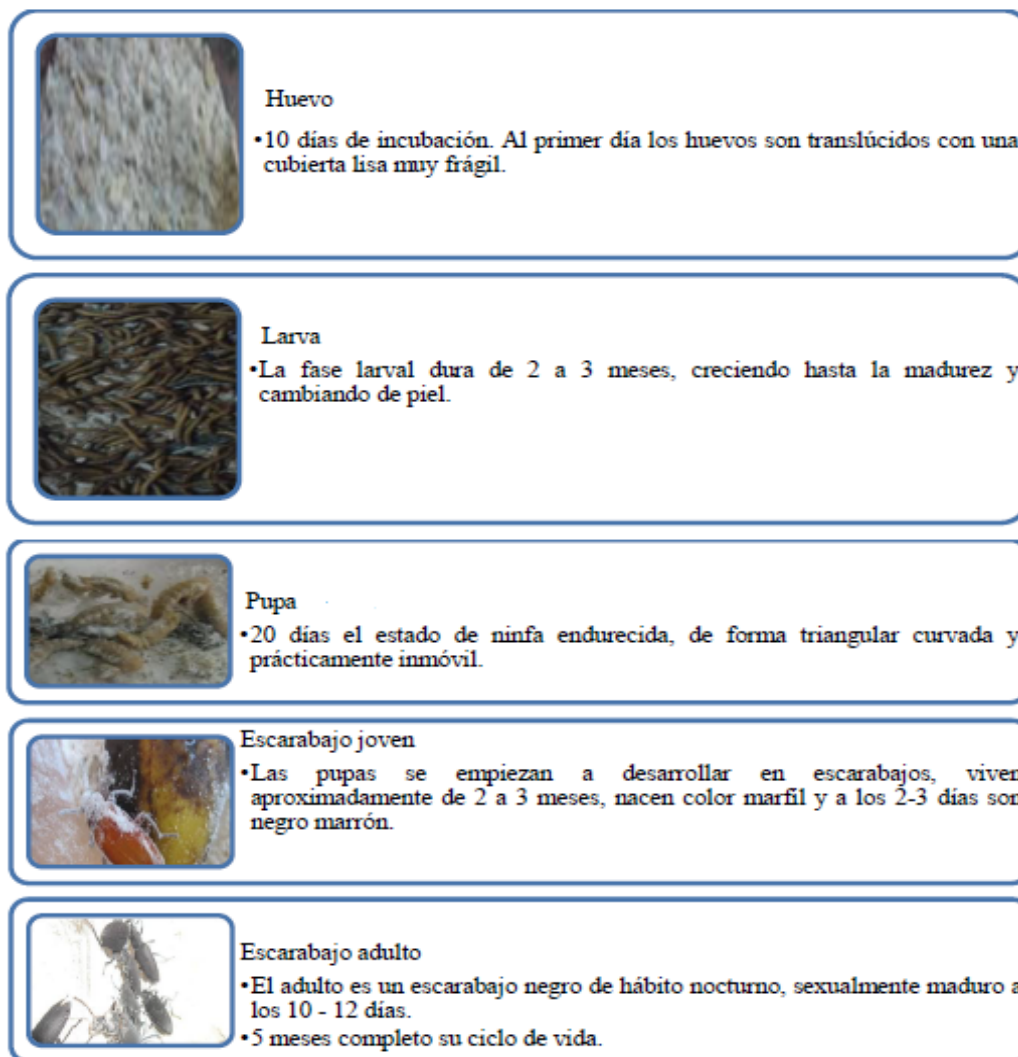 Huevo
•10 días de incubación. Al primer día los huevos son translúcidos con una
cubierta lisa muy frágil.
Larva
•La fase larval dura de 2 a 3 meses, creciendo hasta la madurez y
cambiando de piel.
Pupa
•20 días el estado de ninfa endurecida, de forma triangular curvada y
prácticamente inmóvil.
Escarabajo joven
•Las pupas se empiezan a desarrollar en escarabajos, viven
aproximadamente de 2 a 3 meses, nacen color marfil y a los 2-3 días son
negro marrón.
Escarabajo adulto
•El adulto es un escarabajo negro de hábito nocturno, sexualmente maduro a
los 10 - 12 días.
•5 meses completo su ciclo de vida.